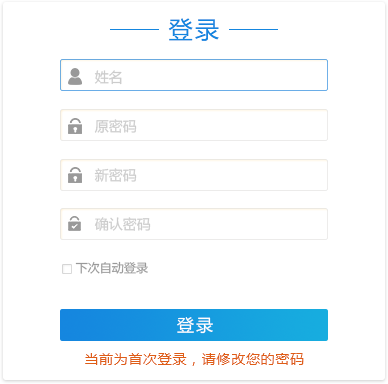 登录
姓名
原密码
新密码
确认密码
下次自动登录
登录
当前为首次登录，请修改您的密码